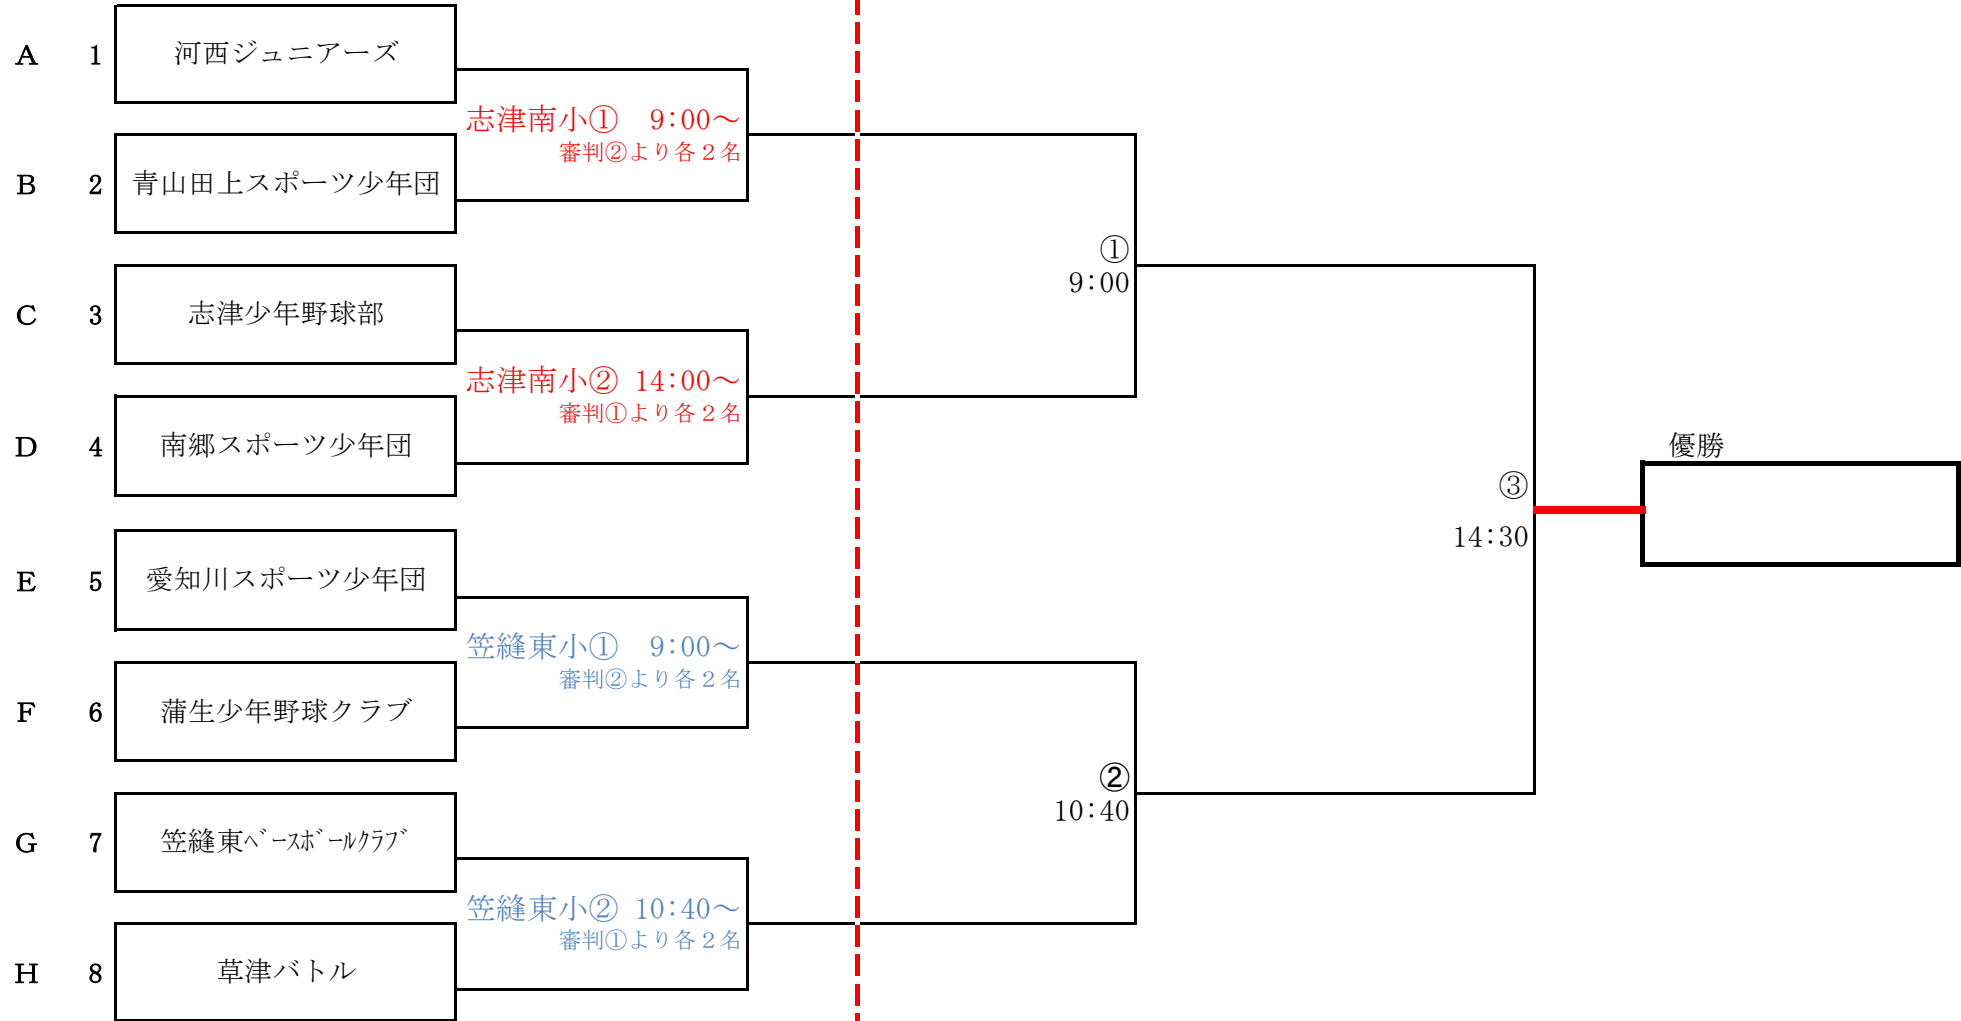 A 1 河西ジュニアーズ
志津南小① 9:00～
審判②より各２名
B 2 青山田上スポーツ少年団
①
9:00
C 3 志津少年野球部
志津南小② 14:00～
審判①より各２名
D 4 南郷スポーツ少年団
優勝
③
14:30
E 5 愛知川スポーツ少年団
笠縫東小① 9:00～
審判②より各２名
F 6 蒲生少年野球クラブ
②
10:40
G 7 笠縫東ﾍﾞｰｽﾎﾞｰﾙｸﾗﾌﾞ
笠縫東小② 10:40～
審判①より各２名
H 8 草津バトル